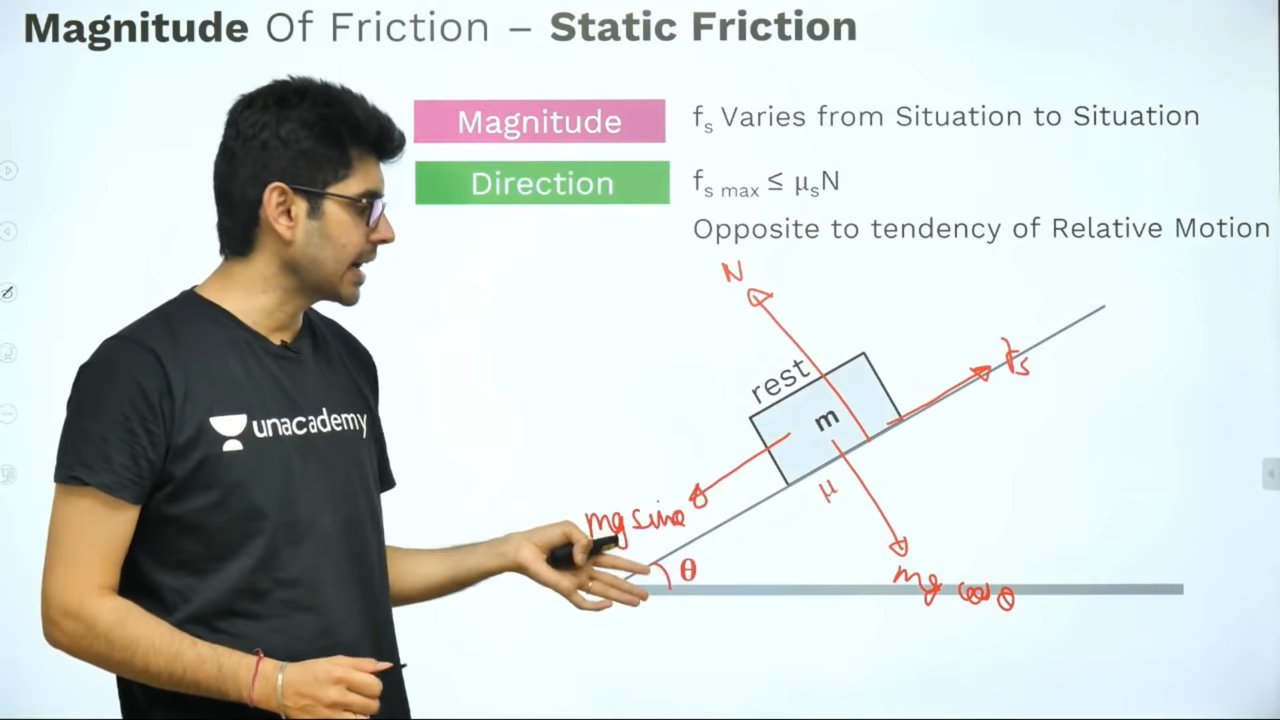 Magnitude Of Friction – Static Friction
Magnitude
fs Varies from Situation to Situation
Direction
fs max ≤ μsN
Opposite to tendency of Relative Motion
N
rest
fs
m
unacademy
μ
mg sinθ
θ
mg cosθ